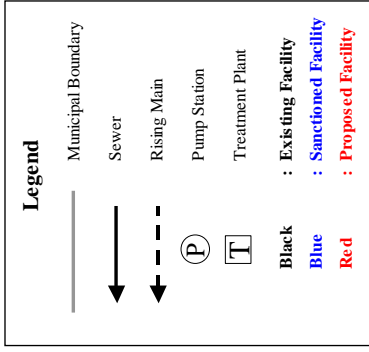 Legend
Municipal Boundary
Sewer
Rising Main
P Pump Station
T Treatment Plant
Black : Existing Facility
Blue : Sanctioned Facility
Red : Proposed Facility